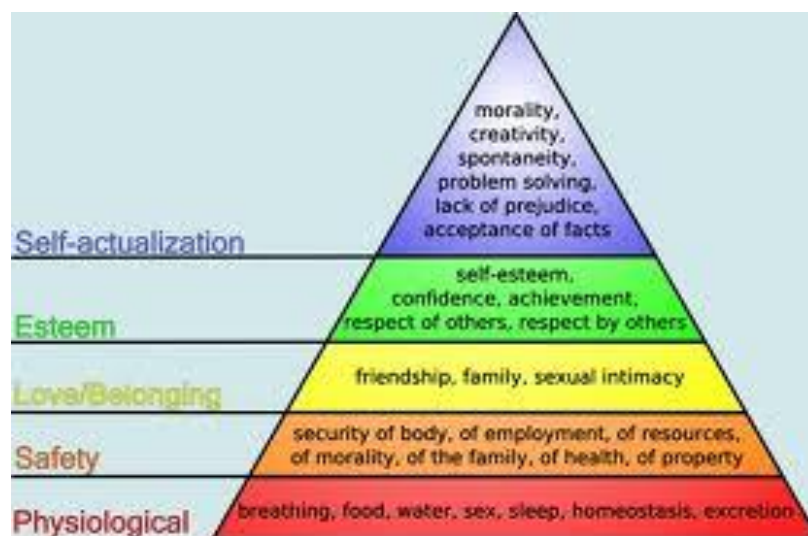 morality,
creativity,
spontaneity,
problem solving,
lack of prejudice,
acceptance of facts
Self-actualization
self-esteem,
confidence, achievement,
respect of others, respect by others
Esteem
friendship, family, sexual intimacy
Love/Belonging
security of body, of employment, of resources,
of morality, of the family, of health, of property
Safety
breathing, food, water, sex, sleep, homeostasis, excretion
Physiological